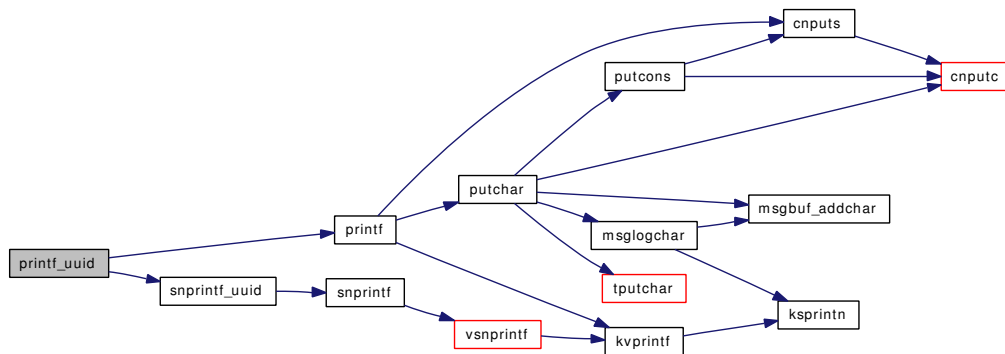 cnputs
putcons
cnputc
putchar
msgbuf_addchar
printf
msglogchar
printf_uuid
snprintf_uuid
snprintf
tputchar
ksprintn
vsnprintf
kvprintf